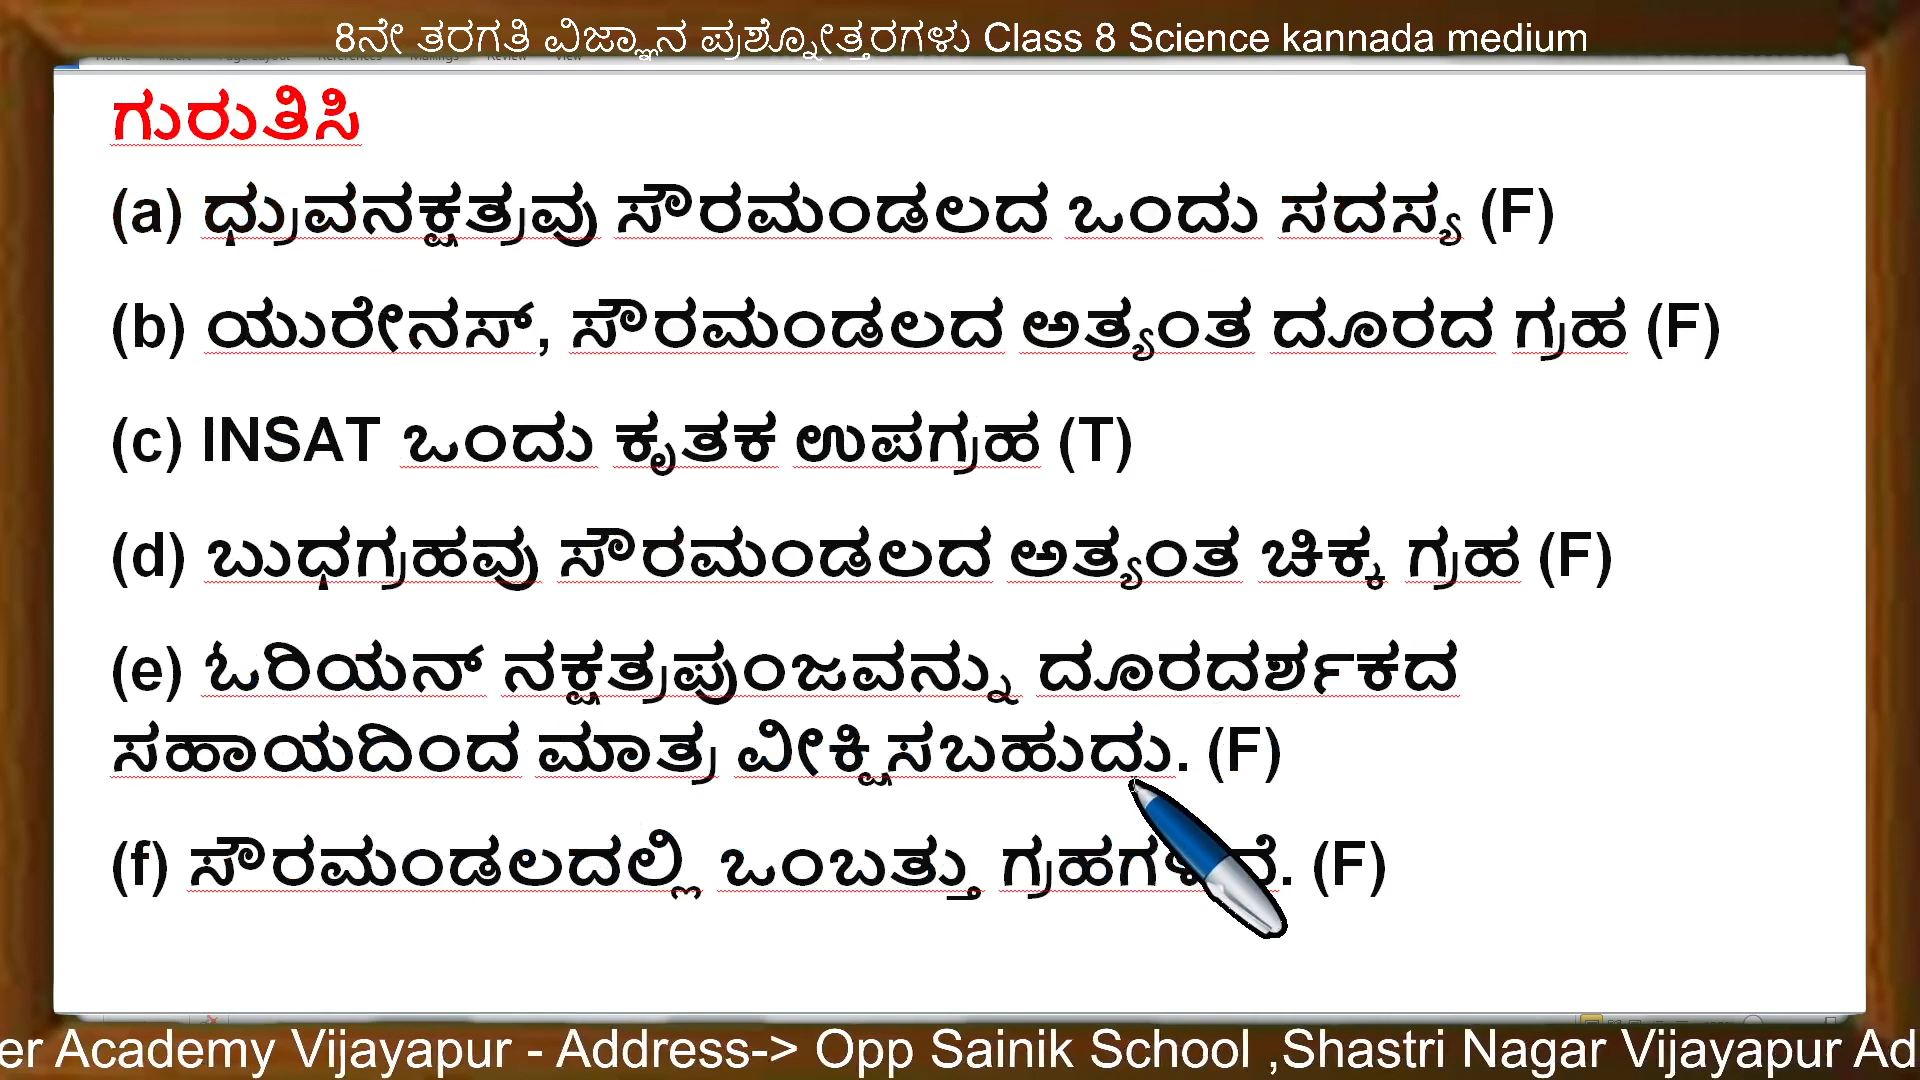 8ನೇ ತರಗತಿ ವಿಜ್ಞಾನ ಪ್ರಶ್ನೋತ್ತರಗಳು Class 8 Science kannada medium
ಗುರುತಿಸಿ
(a) ಧ್ರುವನಕ್ಷತ್ರವು ಸೌರಮಂಡಲದ ಒಂದು ಸದಸ್ಯ (F)
(b) ಯುರೇನಸ್, ಸೌರಮಂಡಲದ ಅತ್ಯಂತ ದೂರದ ಗ್ರಹ (F)
(c) INSAT ಒಂದು ಕೃತಕ ಉಪಗ್ರಹ (T)
(d) ಬುಧಗ್ರಹವು ಸೌರಮಂಡಲದ ಅತ್ಯಂತ ಚಿಕ್ಕ ಗ್ರಹ (F)
(e) ಓರಿಯನ್ ನಕ್ಷತ್ರಪುಂಜವನ್ನು ದೂರದರ್ಶಕದ
ಸಹಾಯದಿಂದ ಮಾತ್ರ ವೀಕ್ಷಿಸಬಹುದು. (F)
(f) ಸೌರಮಂಡಲದಲ್ಲಿ ಒಂಬತ್ತು (F)
er Academy Vijayapur - Address-> Opp Sainik School ,Shastri Nagar Vijayapur Ad